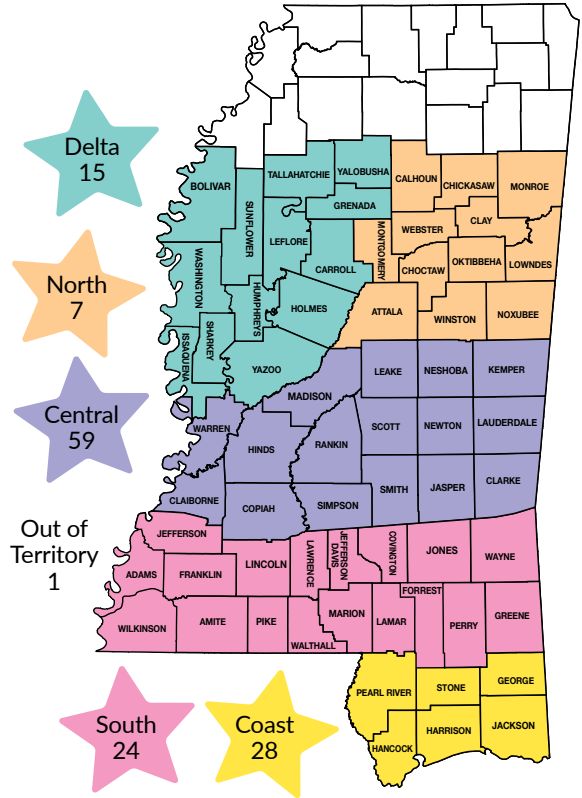 Delta
15
North
7
Central
59
Out of
Territory
1
South
24
Coast
28
BOLIVAR
SUNFLOWER
TALLAHATCHIE
YALOBUSHA
GRENADA
LEFLORE
CARROLL
WASHINGTON
HUMPHREYS
HOLMES
SHARKEY
ISSAQUENA
YAZOO
CALHOUN
CHICKASAW
MONROE
MONTGOMERY
WEBSTER
CLAY
CHOCTAW
OKTIBBEHA
LOWNDES
ATTALA
WINSTON
NOXUBEE
MADISON
LEAKE
NESHOBA
KEMPER
WARREN
HINDS
RANKIN
SCOTT
NEWTON
LAUDERDALE
CLAIBORNE
COPIAH
SIMPSON
SMITH
JASPER
CLARKE
JEFFERSON
ADAMS
FRANKLIN
LINCOLN
LAWRENCE
JEFFERSON
DAVIS
COVINGTON
JONES
WAYNE
WILKINSON
AMITE
PIKE
WALTHALL
MARION
LAMAR
FORREST
PERRY
GREENE
PEARL RIVER
STONE
GEORGE
HANCOCK
HARRISON
JACKSON